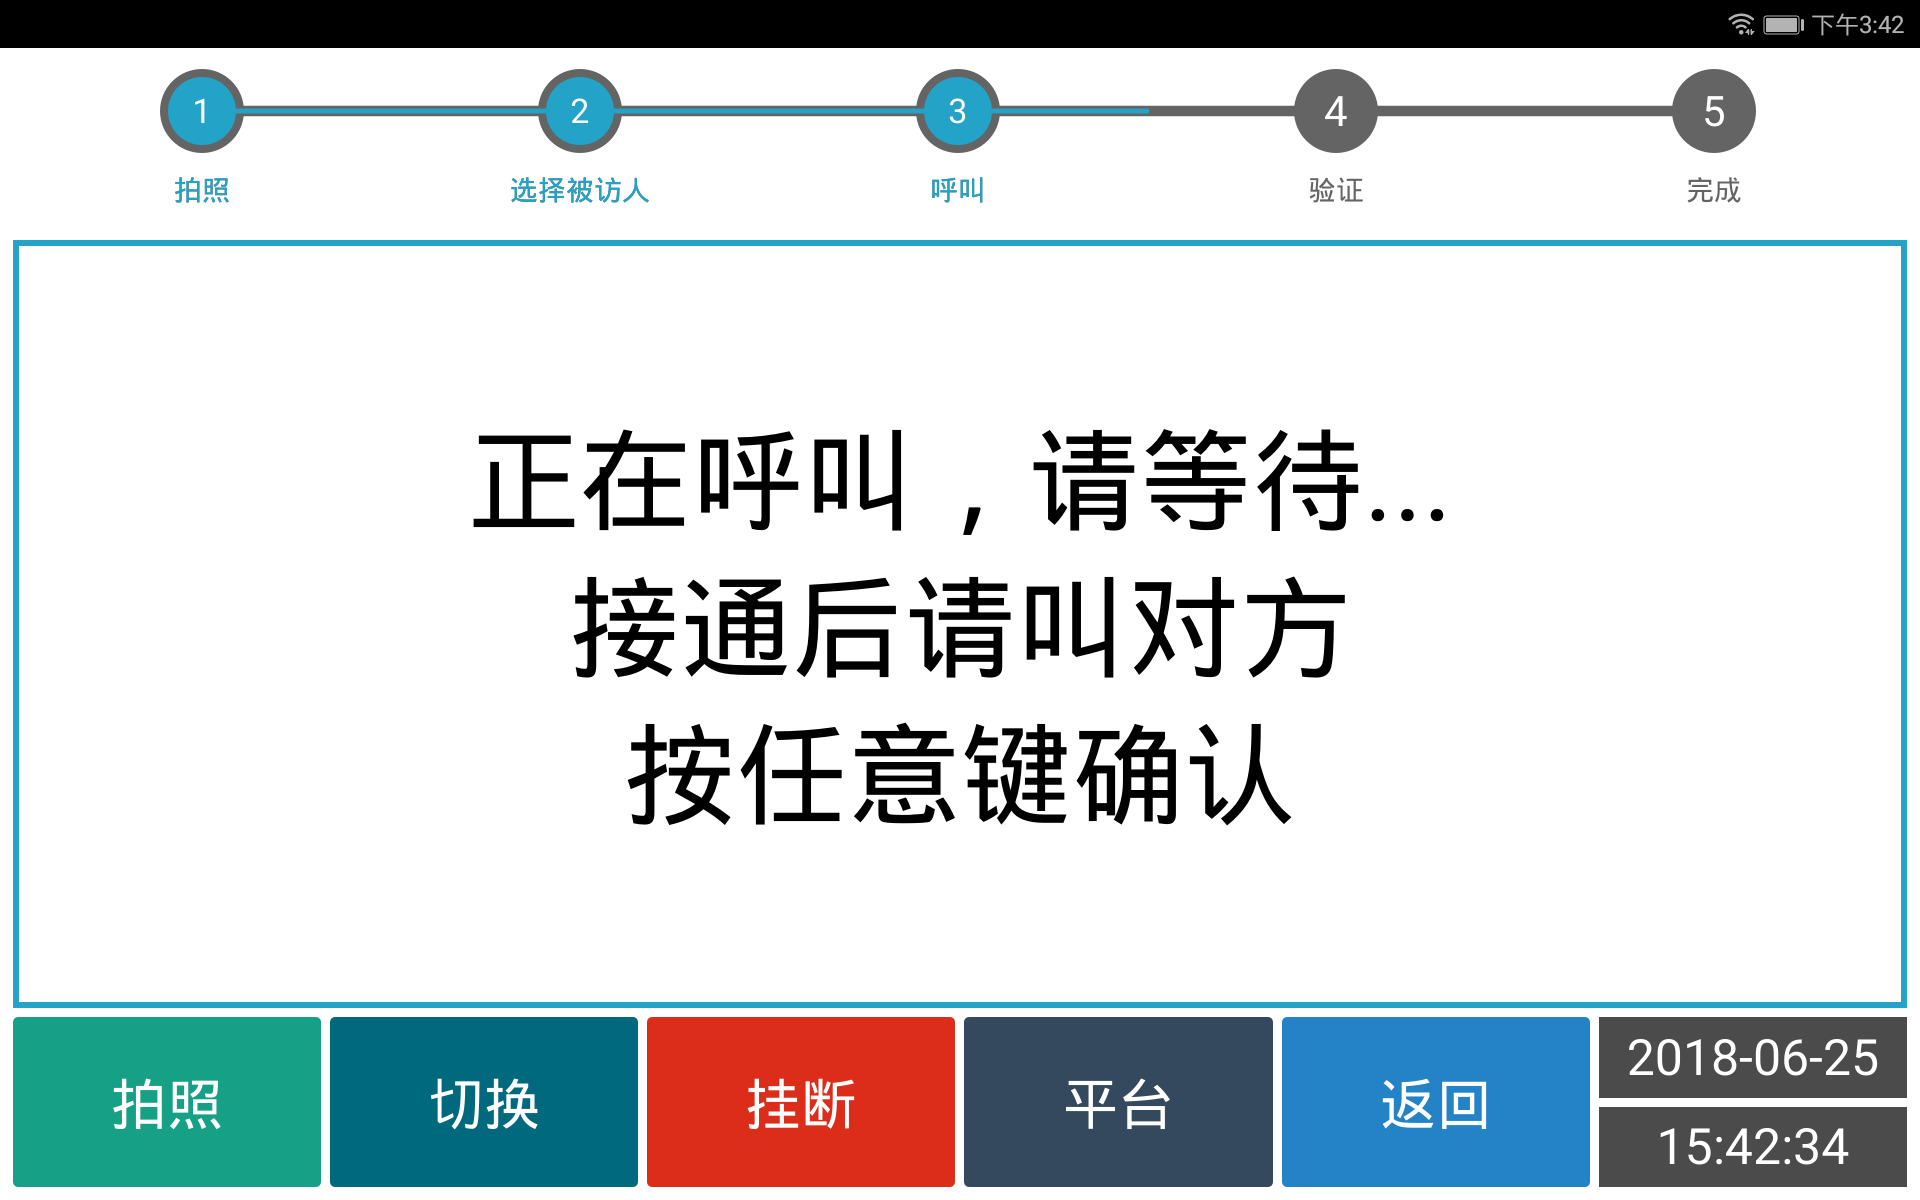 下午3:42
1 2 3 4 5
拍照 选择被访人 呼叫 验证 完成
正在呼叫，请等待...
接通后请叫对方
按任意键确认
拍照 切换 挂断 平台 返回
2018-06-25
15:42:34